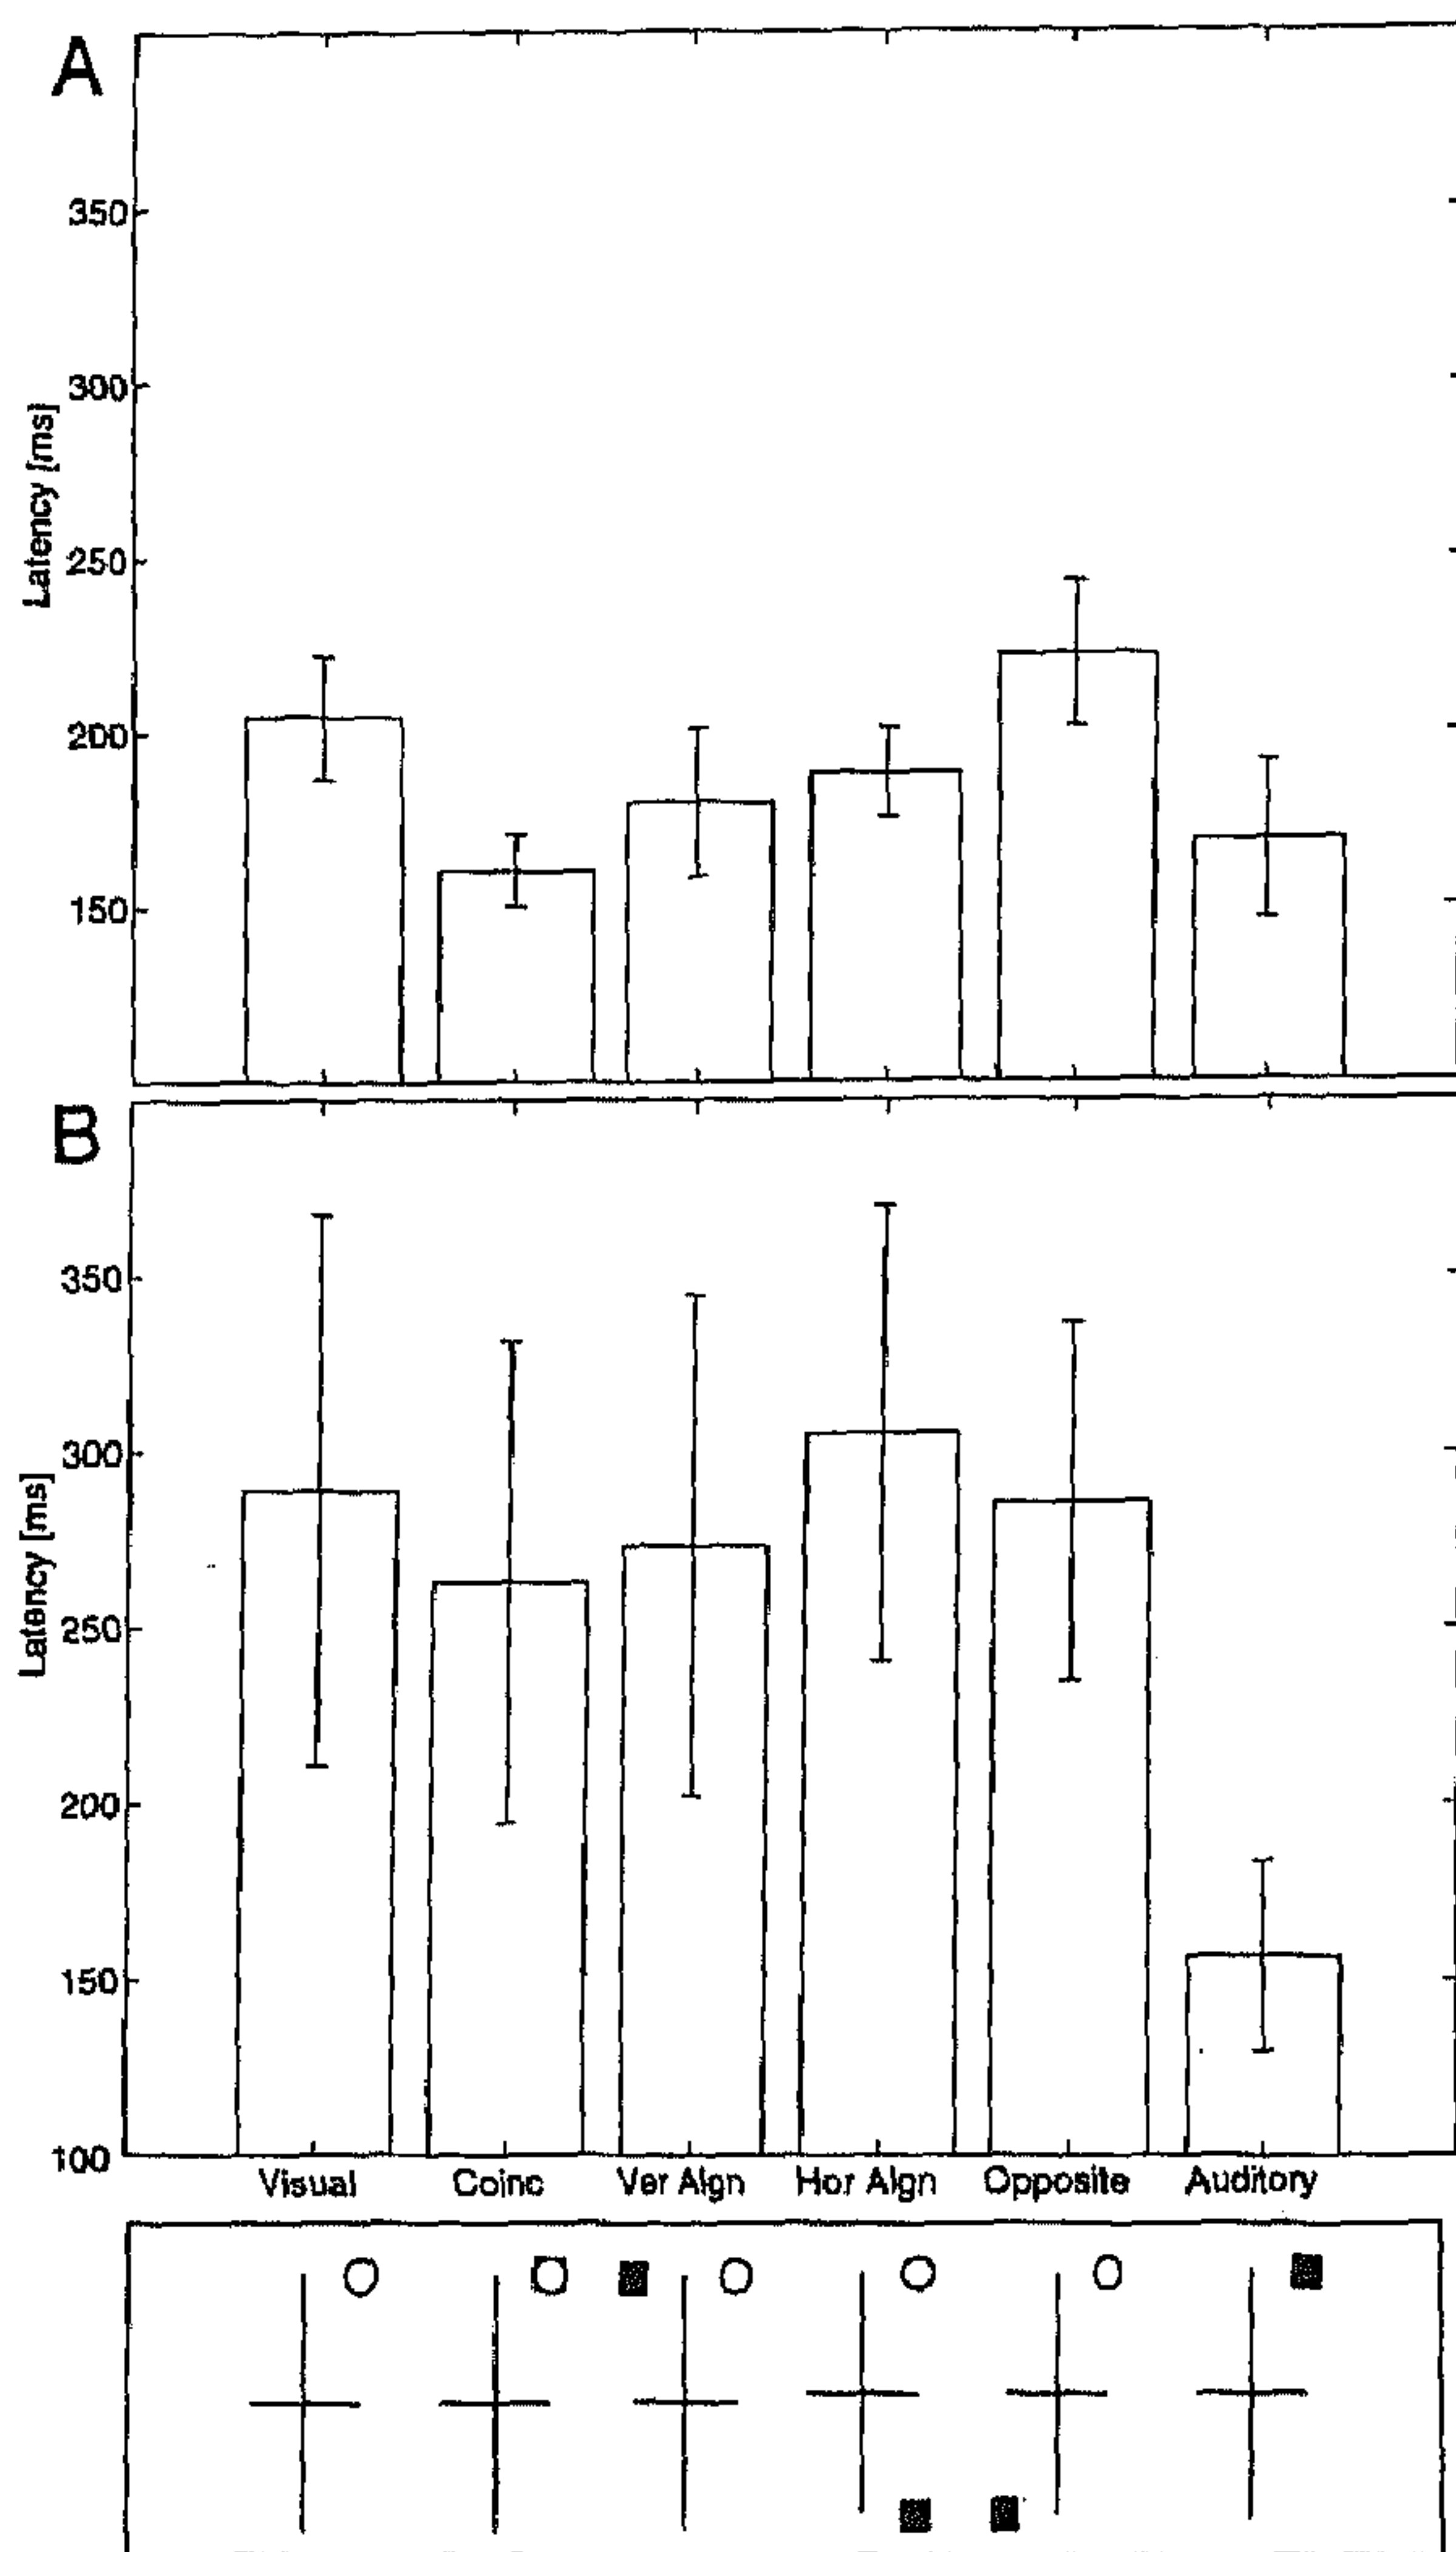 A
350
300
250
200
150
Latency [ms]
B
350
300
250
200
150
100
Latency [ms]
Visual Coinc Ver Algn Hor Algn Opposite Auditory